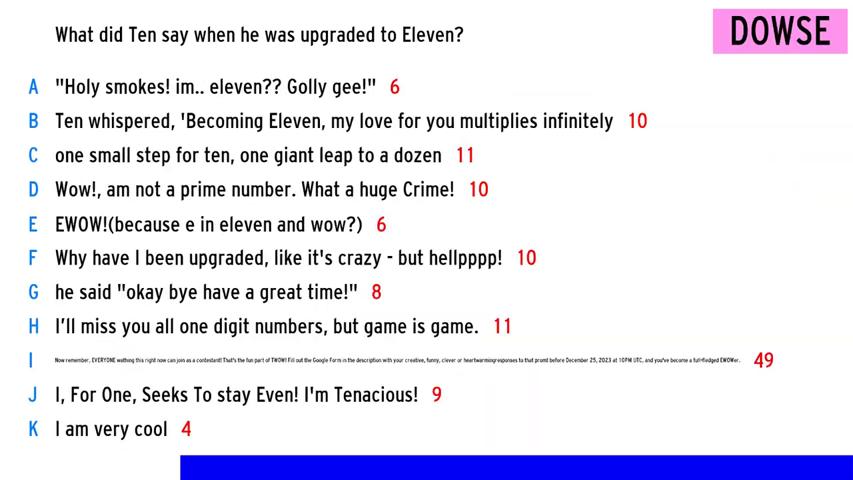 What did Ten say when he was upgraded to Eleven?
DOWSE
A "Holy smokes! im.. eleven?? Golly gee!" 6
B Ten whispered, 'Becoming Eleven, my love for you multiplies infinitely 10
C one small step for ten, one giant leap to a dozen 11
D Wow!, am not a prime number. What a huge Crime! 10
E EWOW!(because e in eleven and wow?) 6
F Why have I been upgraded, like it's crazy - but hellpppp! 10
G he said "okay bye have a great time!" 8
H I'll miss you all one digit numbers, but game is game. 11
I Now remember, EVERYONE wathing this right now can join as a contestant! That's the fun part of TWOW! Fill out the Google Form in the description with your creative, funny, clever or heartwarmingresponses to that promt before December 25, 2023 at 10PM UTC, and you've become a full-fledged EWOWer. 49
J I, For One, Seeks To stay Even! I'm Tenacious! 9
K I am very cool 4